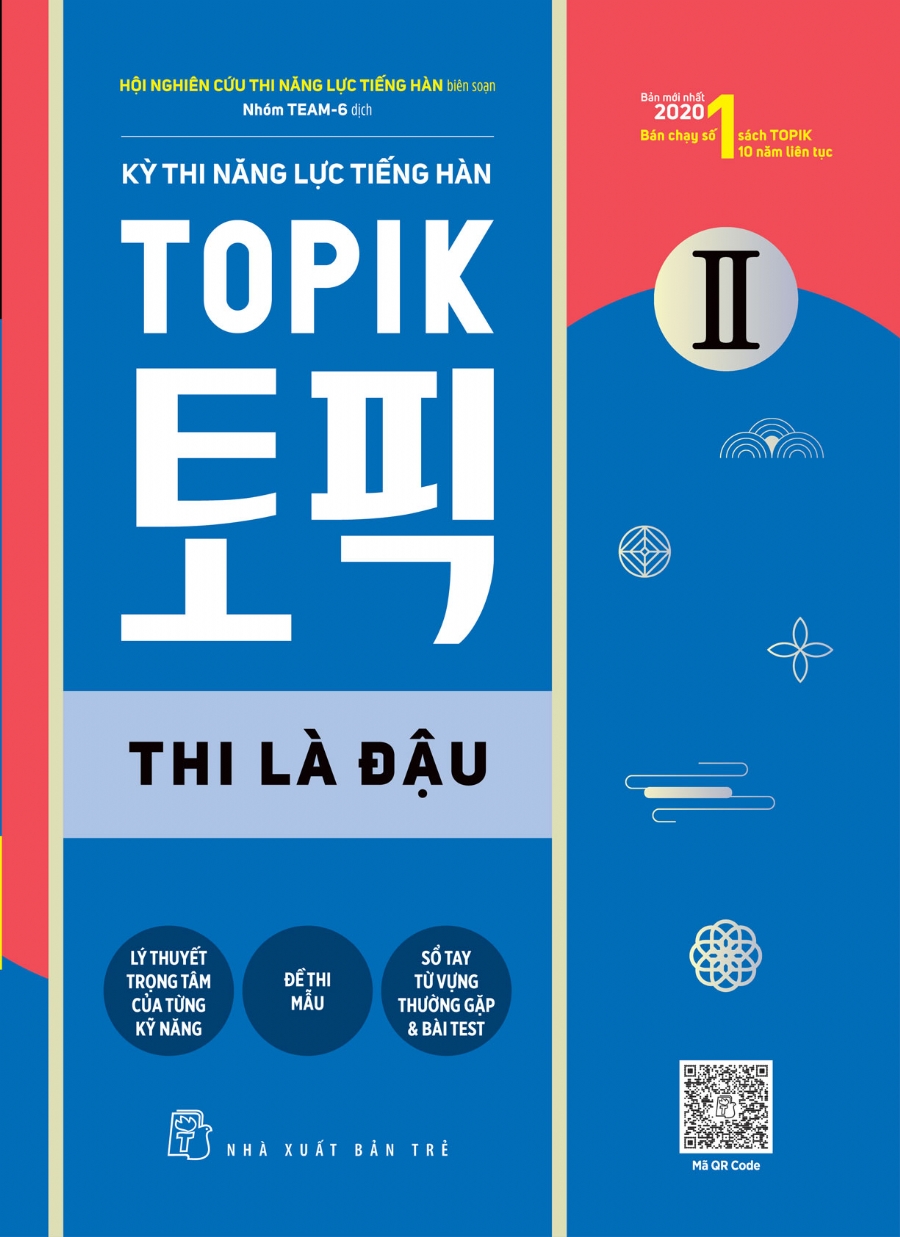 HỘI NGHIÊN CỨU THI NĂNG LỰC TIẾNG HÀN biên soạn
Nhóm TEAM-6 dịch
KỲ THI NĂNG LỰC TIẾNG HÀN
TOPIK
토픽
THI LÀ ĐẬU
LÝ THUYẾT
TRỌNG TÂM
CỦA TỪNG
KỸ NĂNG
ĐỀ THI
MẪU
SỔ TAY
TỪ VỰNG
THƯỜNG GẶP
& BÀI TEST
NHÀ XUẤT BẢN TRẺ
Bản mới nhất
2020
Bán chạy số 1 sách TOPIK
10 năm liên tục
II
Mã QR Code